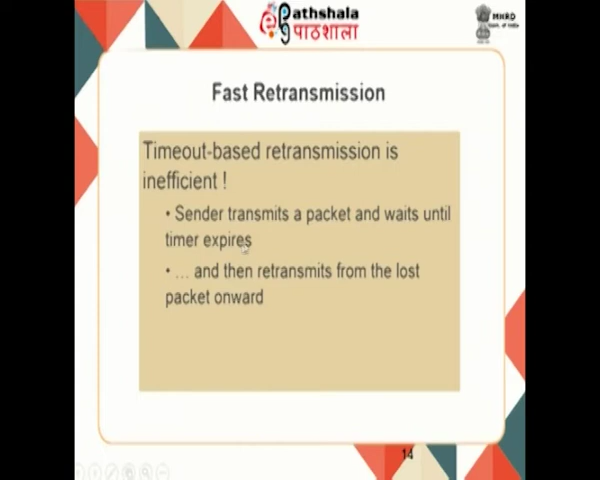 ePG Pathshala
पाठशाला
MHRD
Fast Retransmission
Timeout-based retransmission is
inefficient !
• Sender transmits a packet and waits until
timer expires
• … and then retransmits from the lost
packet onward
14